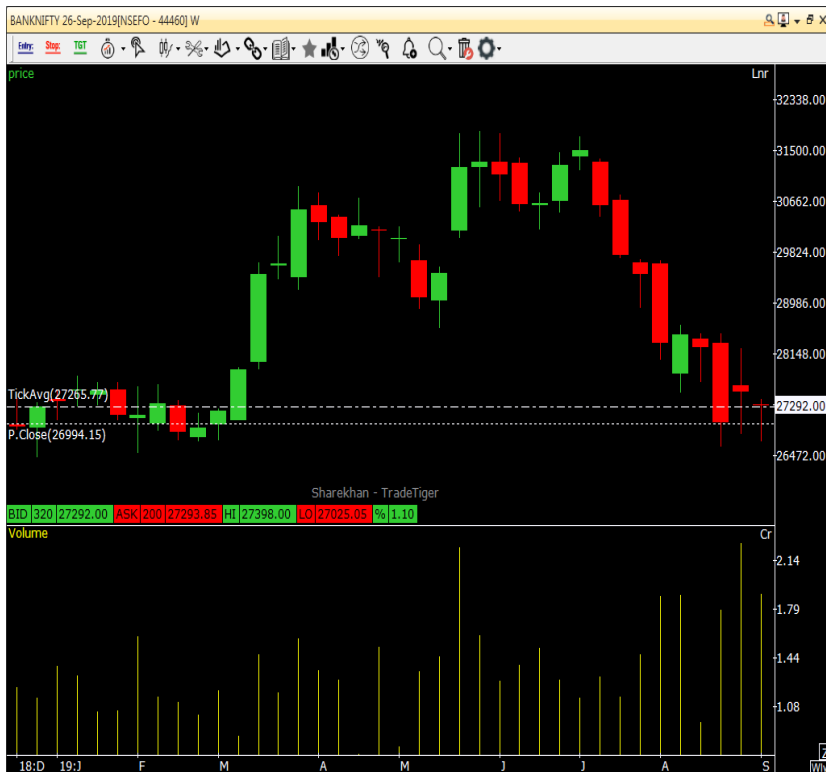 BANKNIFTY 26-Sep-2019[NSEFO - 44460] W
Entry: Stop: TGT
price
Lnr
32338.00
31500.00
30662.00
29824.00
28986.00
28148.00
TickAvg(27265.77)
27292.00
P.Close(26994.15)
26472.00
Sharekhan - TradeTiger
BID 320 27292.00 ASK 200 27293.85 HI 27398.00 LO 27025.05 % 1.10
Volume
Cr
2.14
1.79
1.44
1.08
18:D 19:J F M A M J J A S